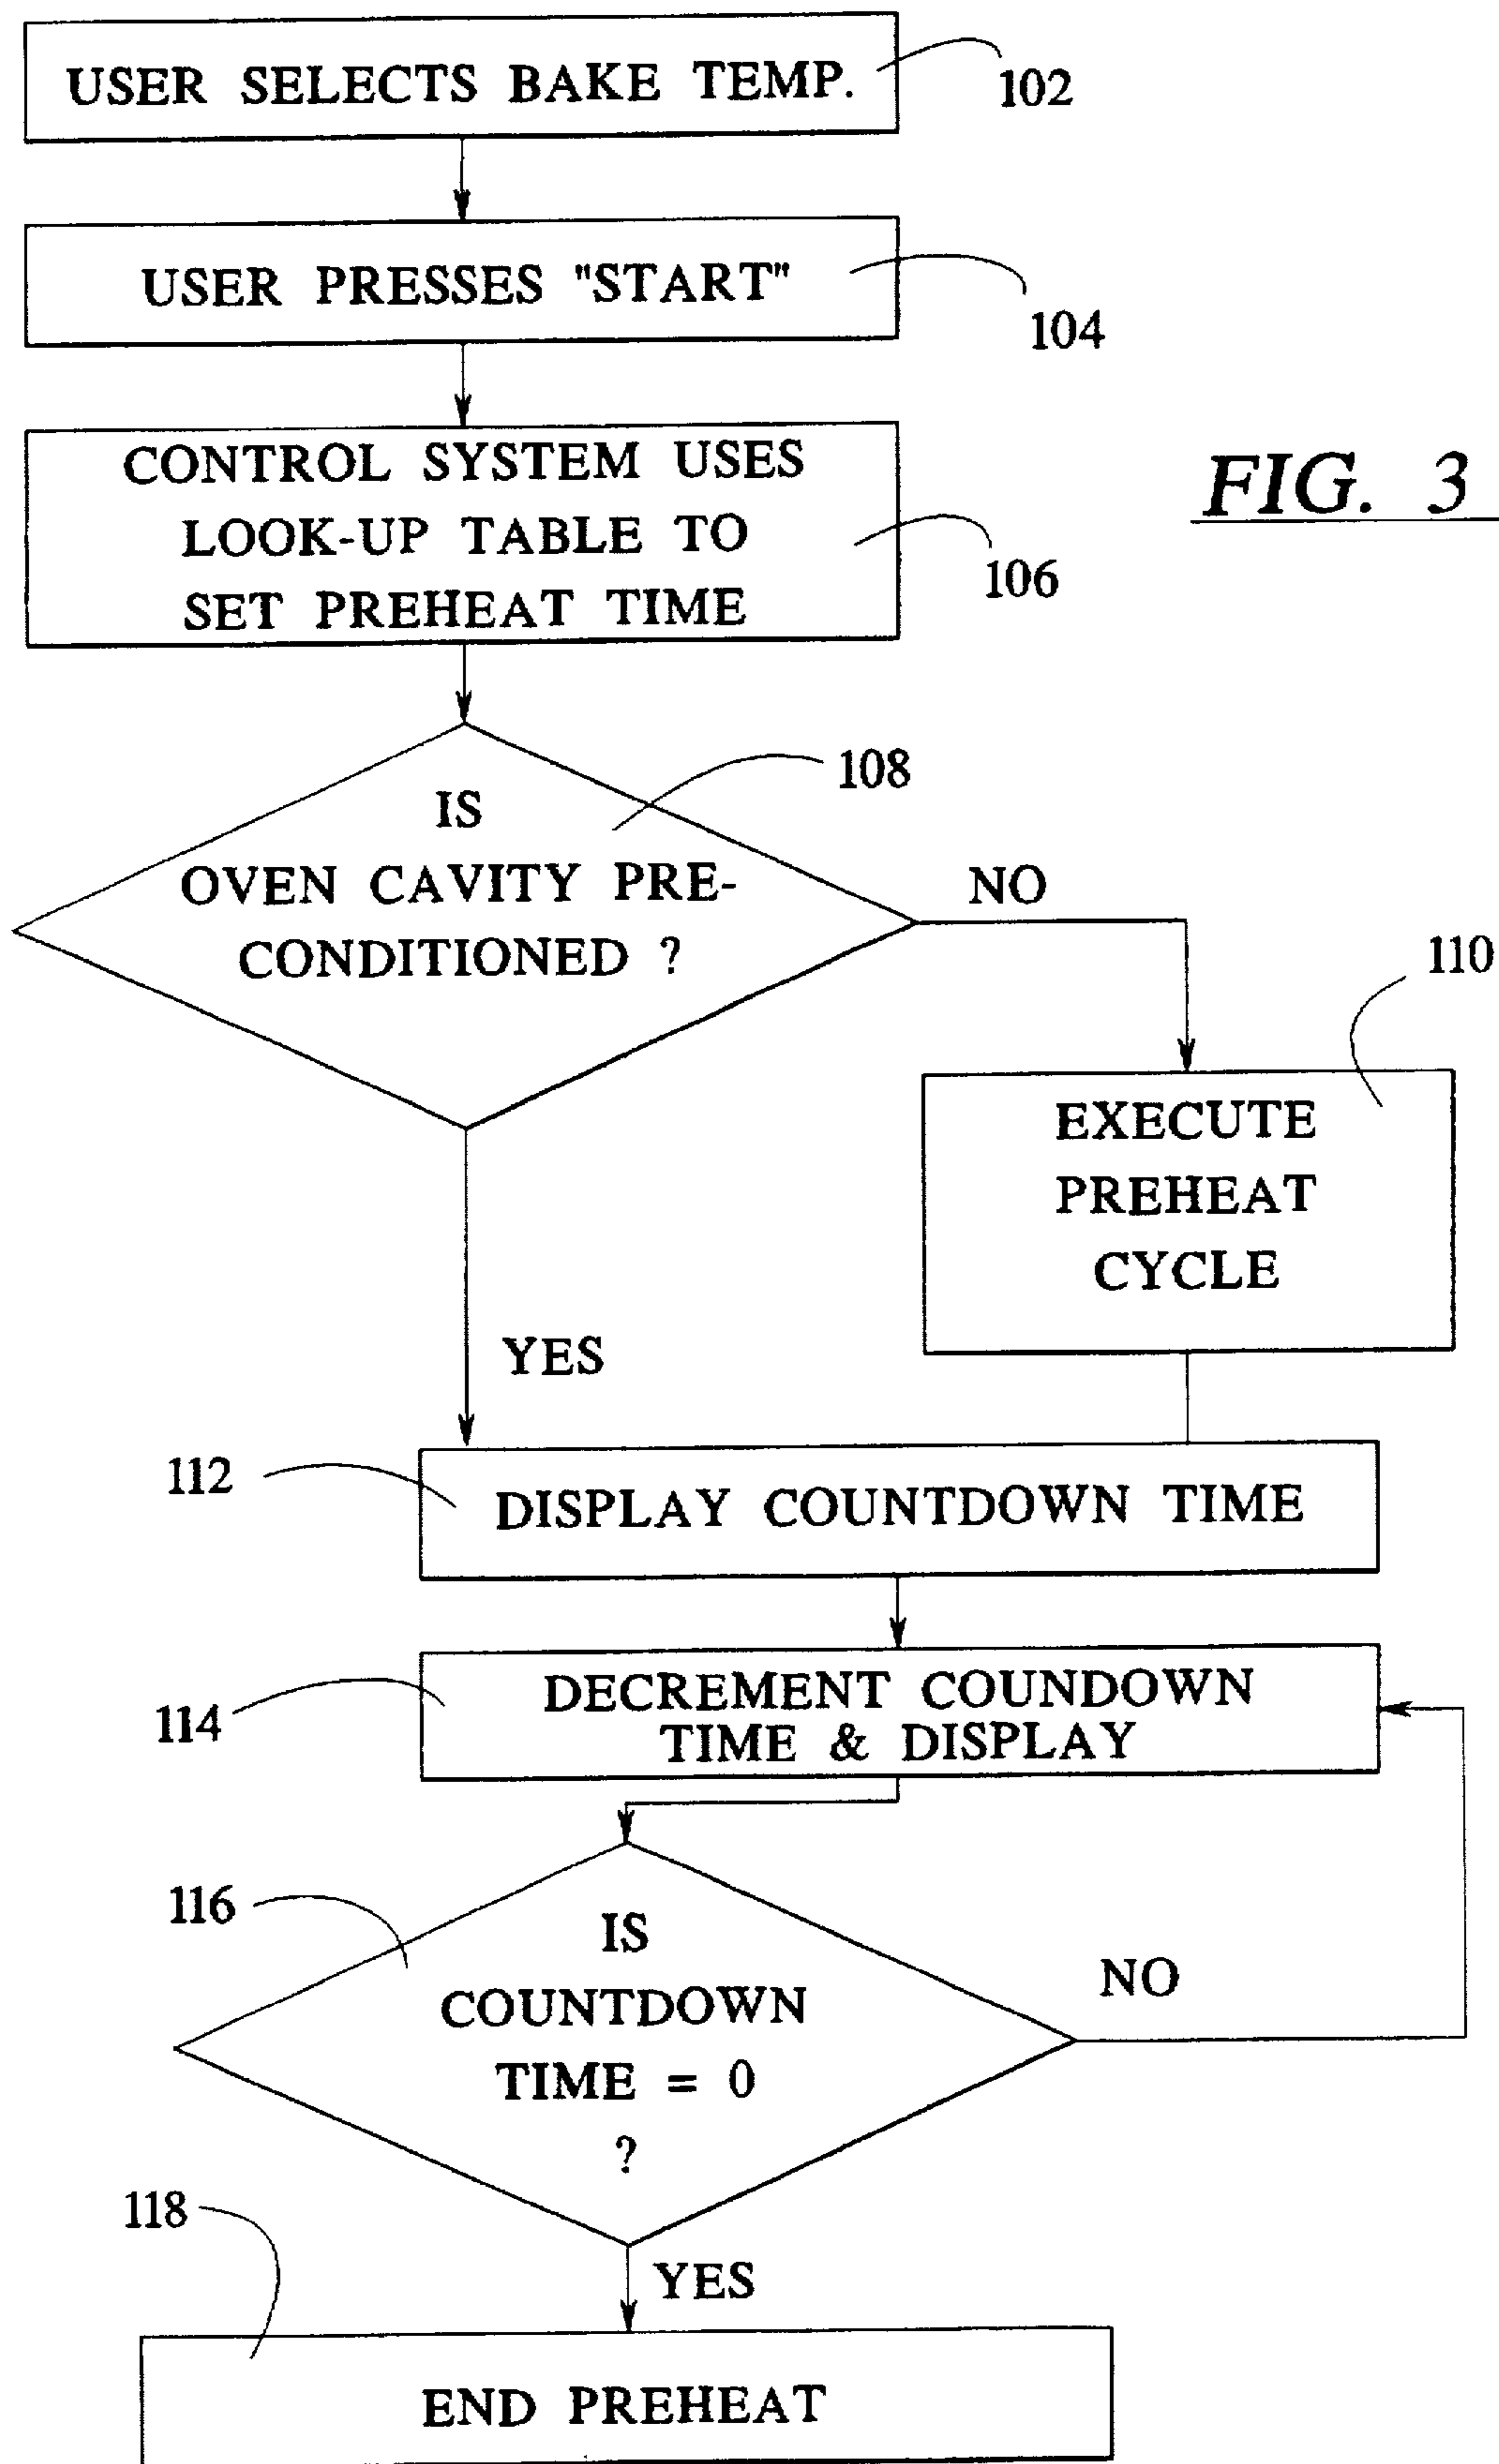 USER SELECTS BAKE TEMP.
102
USER PRESSES "START"
104
CONTROL SYSTEM USES
LOOK-UP TABLE TO
SET PREHEAT TIME
106
FIG. 3
IS
OVEN CAVITY PRE-
CONDITIONED ?
108
NO
110
EXECUTE
PREHEAT
CYCLE
YES
112
DISPLAY COUNTDOWN TIME
114
DECREMENT COUNDOWN
TIME & DISPLAY
116
IS
COUNTDOWN
TIME = 0
?
NO
118
YES
END PREHEAT